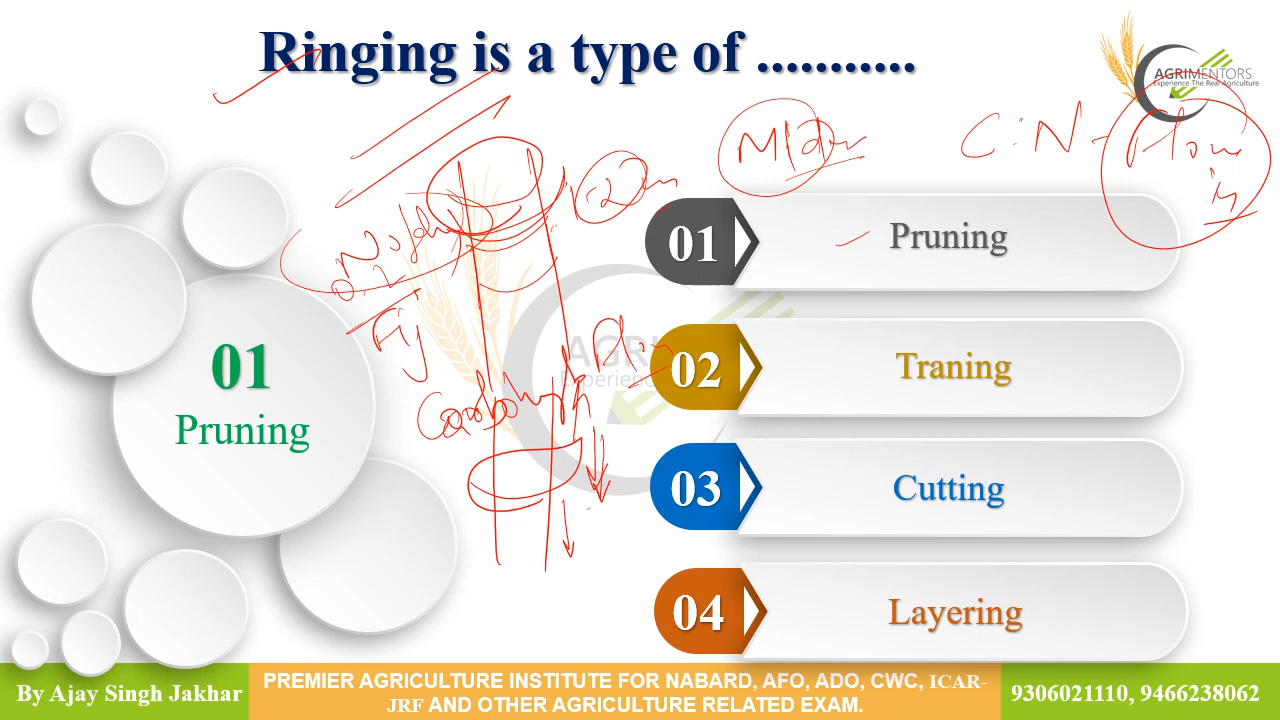 Ringing is a type of ...........
AGRIMENTORS
Experience The Real Agriculture
C:N -
01
Pruning
02
Traning
03
Cutting
04
Layering
01
Pruning
By Ajay Singh Jakhar
PREMIER AGRICULTURE INSTITUTE FOR NABARD, AFO, ADO, CWC, ICAR-
JRF AND OTHER AGRICULTURE RELATED EXAM.
9306021110, 9466238062